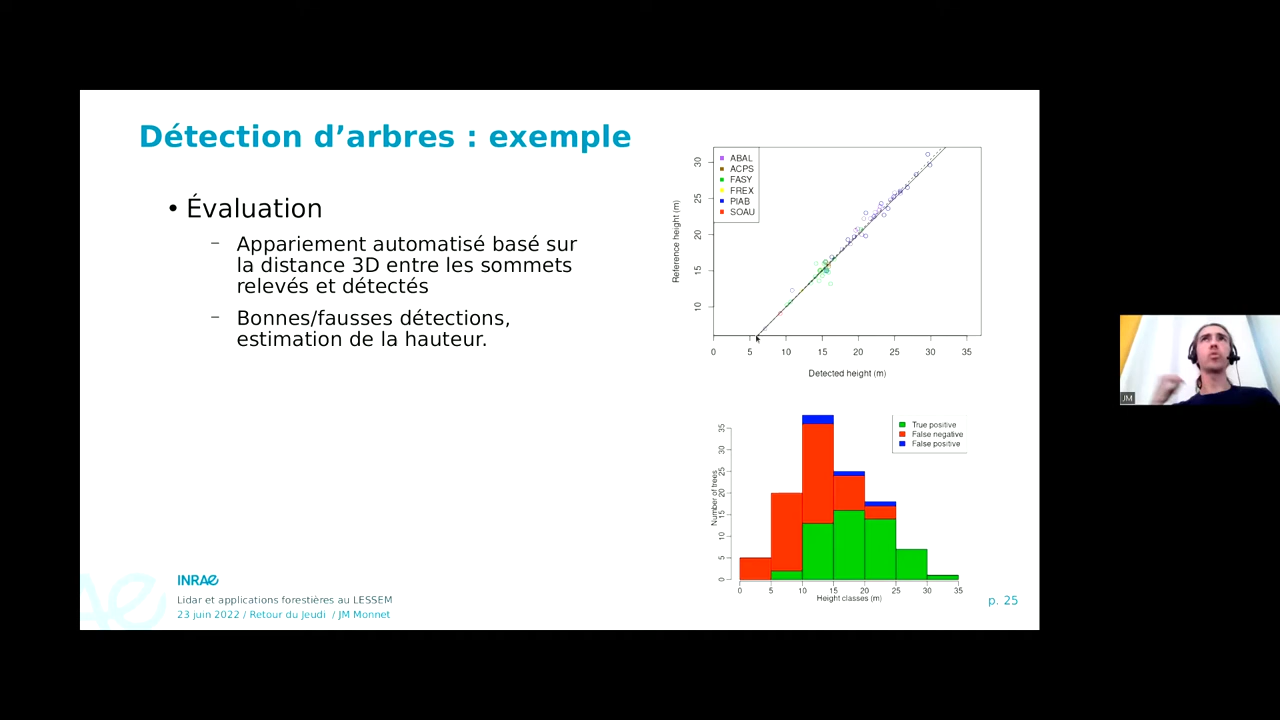 Détection d'arbres : exemple
• Évaluation
– Appariement automatisé basé sur
la distance 3D entre les sommets
relevés et détectés
– Bonnes/fausses détections,
estimation de la hauteur.
ABAL
ACPS
FASY
FREX
PIAB
SOAU
Reference height (m)
10 15 20 25 30
0 5 10 15 20 25 30 35
Detected height (m)
True positive
False negative
False positive
Number of trees
0 5 10 15 20 25 30 35
0 5 10 15 20 25 30 35
Height classes (m)
INRAE
Lidar et applications forestières au LESSEM
23 juin 2022 / Retour du Jeudi / JM Monnet
p. 25
JM